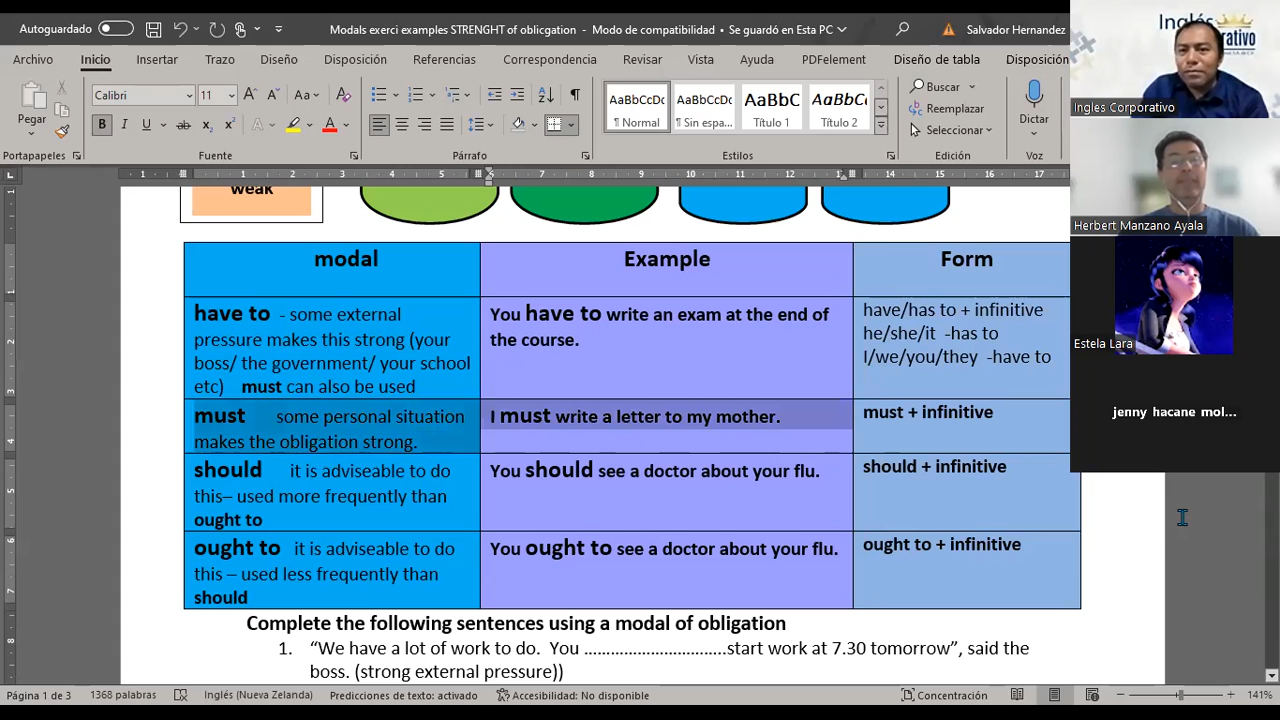 Autoguardado
Modals exerci examples STRENGHT of oblicgation - Modo de compatibilidad • Se guardó en Esta PC
Salvador Hernandez
Archivo Inicio Insertar Trazo Diseño Disposición Referencias Correspondencia Revisar Vista Ayuda PDFelement Diseño de tabla Disposición
Calibri 11
Pegar
AaBbCcDc AaBbCcDc AaBbC AaBbCcD
¶ Normal ¶ Sin espa... Título 1 Título 2
Buscar
Reemplazar
Seleccionar
Dictar
Portapapeles Fuente Párrafo Estilos Edición Voz
Inglés
Ingles Corporativo
Herbert Manzano Ayala
Estela Lara
jenny hacane mol...
weak
modal Example Form
have to - some external
pressure makes this strong (your
boss/ the government/ your school
etc) must can also be used
You have to write an exam at the end of
the course.
have/has to + infinitive
he/she/it -has to
I/we/you/they -have to
must some personal situation
makes the obligation strong.
I must write a letter to my mother.
must + infinitive
should it is adviseable to do
this– used more frequently than
ought to
You should see a doctor about your flu.
should + infinitive
ought to it is adviseable to do
this – used less frequently than
should
You ought to see a doctor about your flu.
ought to + infinitive
Complete the following sentences using a modal of obligation
1. “We have a lot of work to do. You ................................start work at 7.30 tomorrow”, said the
boss. (strong external pressure))
Página 1 de 3 1368 palabras Inglés (Nueva Zelanda) Predicciones de texto: activado Accesibilidad: No disponible Concentración 141%